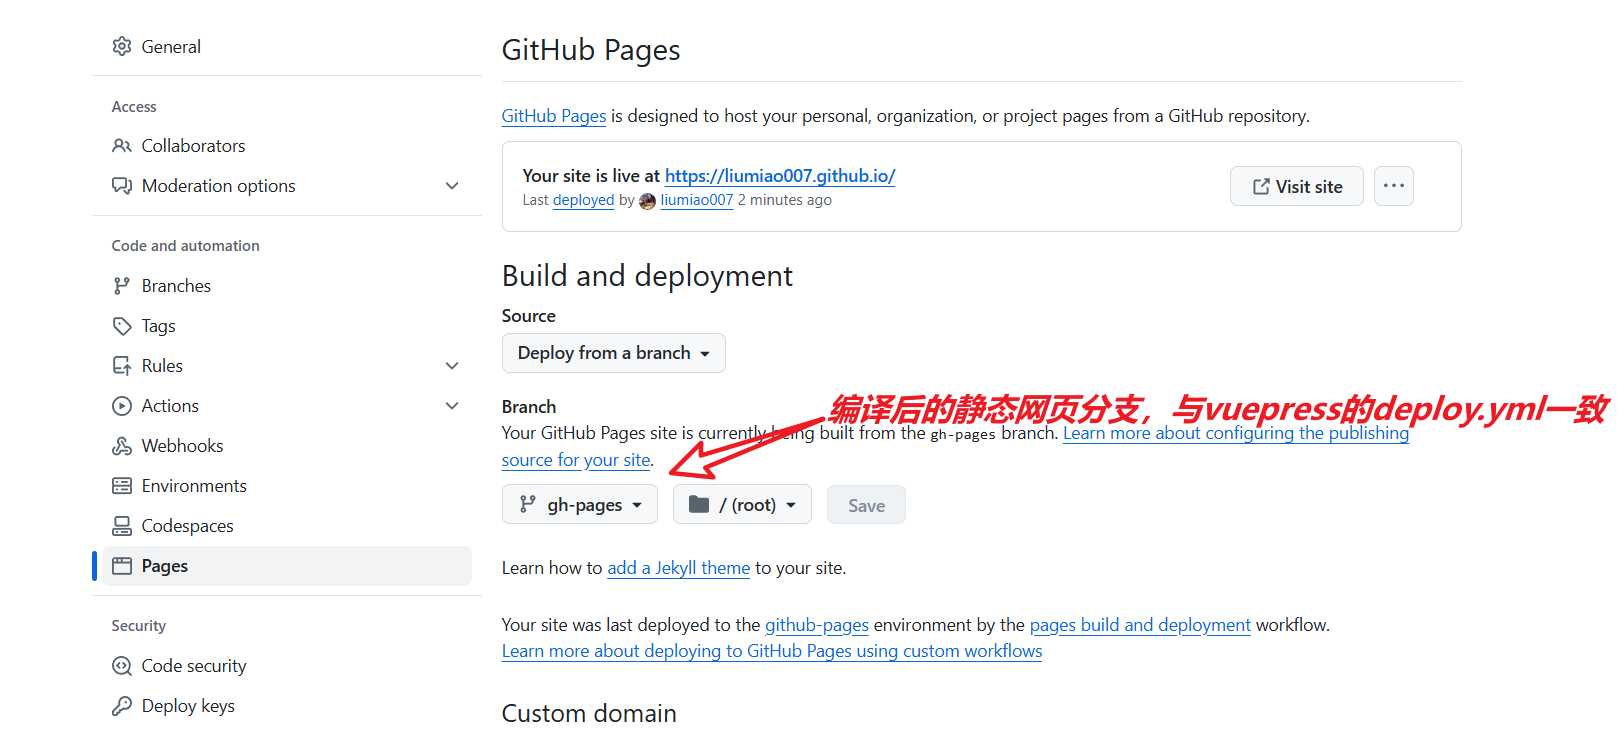 General
Access
Collaborators
Moderation options
Code and automation
Branches
Tags
Rules
Actions
Webhooks
Environments
Codespaces
Pages
Security
Code security
Deploy keys
GitHub Pages
GitHub Pages is designed to host your personal, organization, or project pages from a GitHub repository.
Your site is live at https://liumiao007.github.io/
Last deployed by liumiao007 2 minutes ago
Visit site
Build and deployment
Source
Deploy from a branch
Branch
编译后的静态网页分支，与vuepress的deploy.yml一致
Your GitHub Pages site is currently being built from the gh-pages branch. Learn more about configuring the publishing
source for your site.
gh-pages / (root) Save
Learn how to add a Jekyll theme to your site.
Your site was last deployed to the github-pages environment by the pages build and deployment workflow.
Learn more about deploying to GitHub Pages using custom workflows
Custom domain